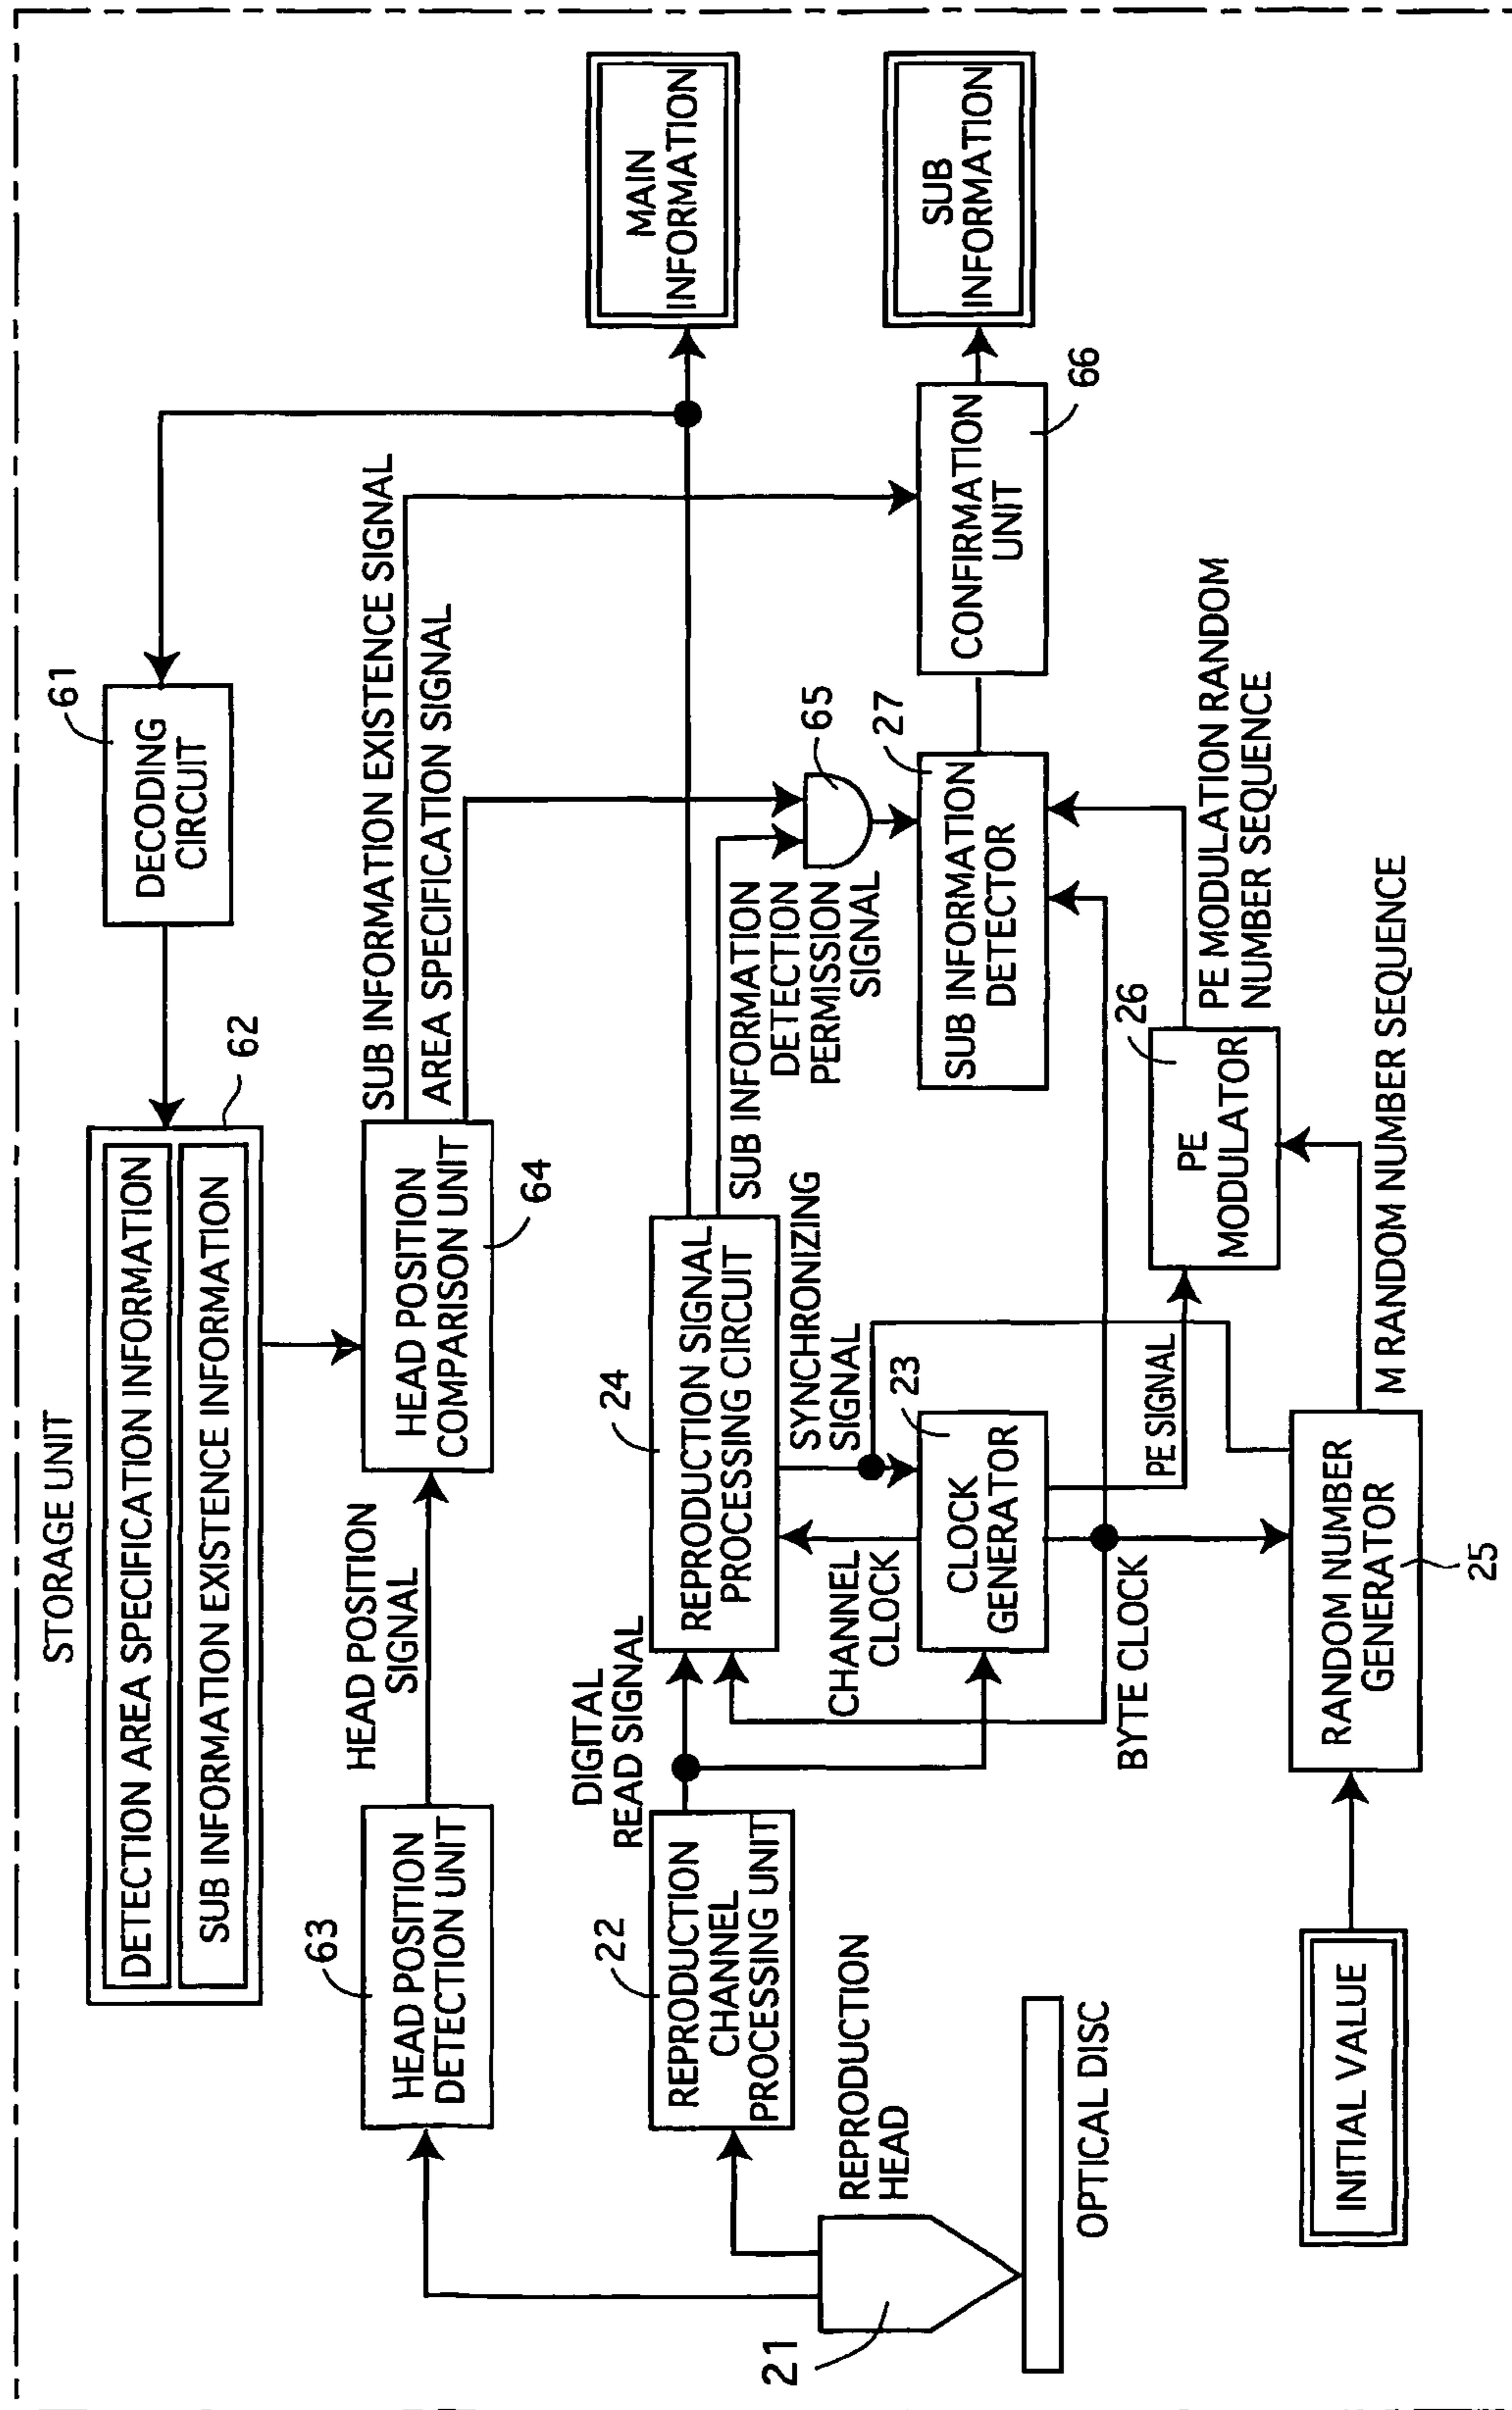 STORAGE UNIT
DETECTION AREA SPECIFICATION INFORMATION
SUB INFORMATION EXISTENCE INFORMATION
62
61
DECODING
CIRCUIT
63
HEAD POSITION
DETECTION UNIT
HEAD POSITION
SIGNAL
HEAD POSITION
COMPARISON UNIT
64
SUB INFORMATION EXISTENCE SIGNAL
AREA SPECIFICATION SIGNAL
22
REPRODUCTION
CHANNEL
PROCESSING UNIT
DIGITAL
READ SIGNAL
24
REPRODUCTION SIGNAL
PROCESSING CIRCUIT
SUB INFORMATION
DETECTION
PERMISSION
SIGNAL
65
MAIN
INFORMATION
21
REPRODUCTION
HEAD
OPTICAL DISC
CHANNEL
CLOCK
SYNCHRONIZING
SIGNAL
23
CLOCK
GENERATOR
27
SUB INFORMATION
DETECTOR
CONFIRMATION
UNIT
66
SUB
INFORMATION
BYTE CLOCK
PE SIGNAL
26
PE
MODULATOR
PE MODULATION RANDOM
NUMBER SEQUENCE
INITIAL VALUE
RANDOM NUMBER
GENERATOR
25
M RANDOM NUMBER SEQUENCE